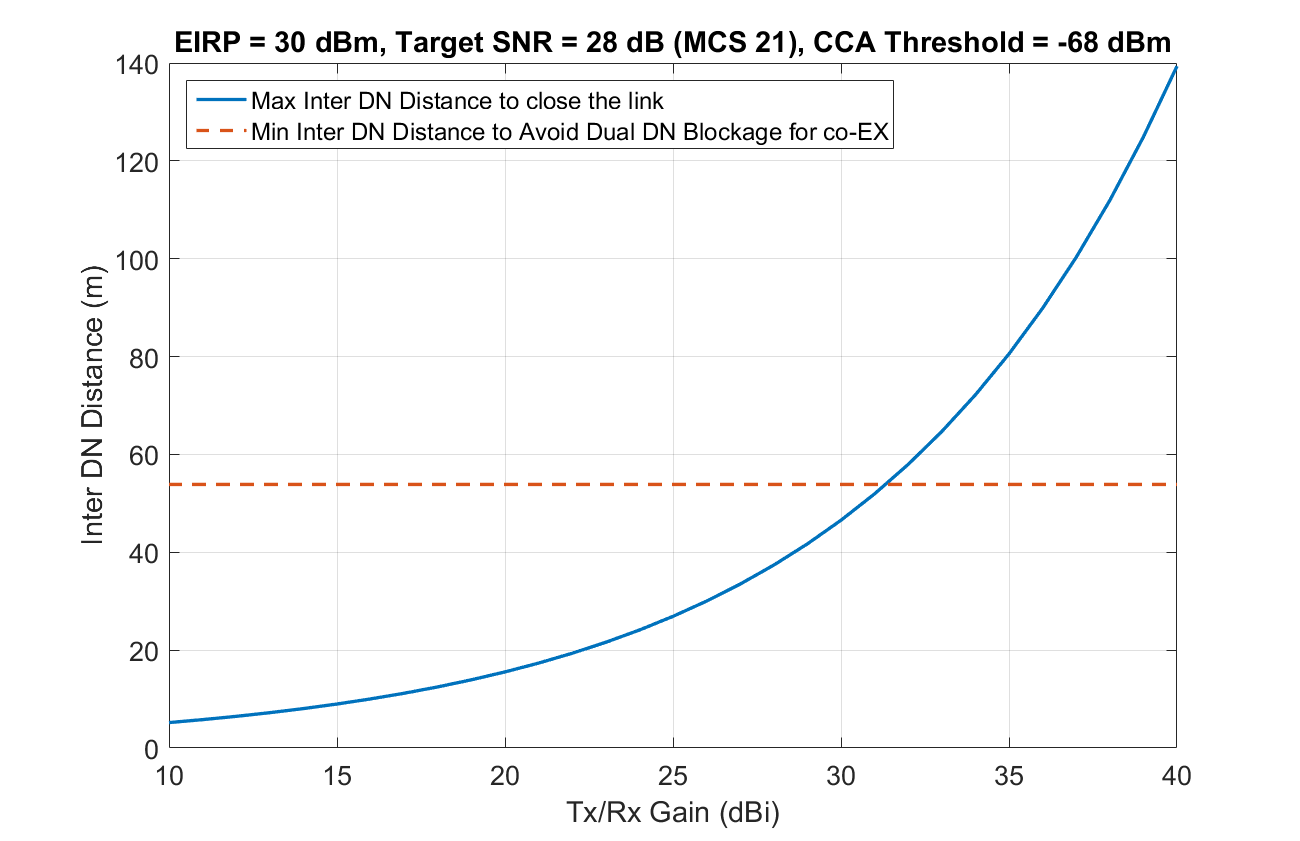 EIRP = 30 dBm, Target SNR = 28 dB (MCS 21), CCA Threshold = -68 dBm
Max Inter DN Distance to close the link
Min Inter DN Distance to Avoid Dual DN Blockage for co-EX
Inter DN Distance (m)
140
120
100
80
60
40
20
0
10 15 20 25 30 35 40
Tx/Rx Gain (dBi)